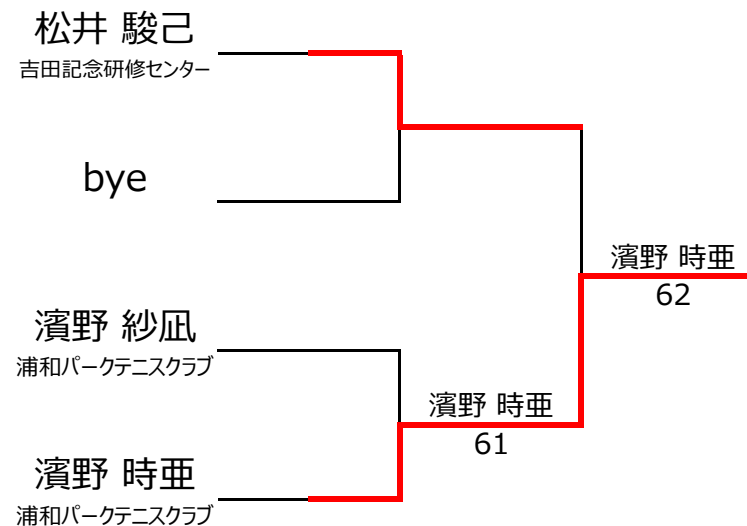 松井 駿己
吉田記念研修センター
bye
濱野 時亜
62
濱野 紗凪
浦和パークテニスクラブ
濱野 時亜
61
濱野 時亜
浦和パークテニスクラブ